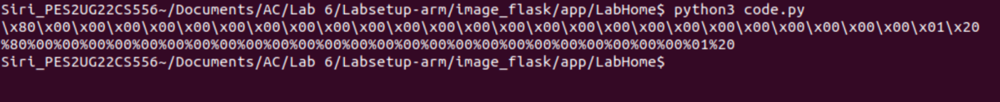 Siri_PES2UG22CS556~/Documents/AC/Lab 6/Labsetup-arm/image_flask/app/LabHome$ python3 code.py
\x80\x00\x00\x00\x00\x00\x00\x00\x00\x00\x00\x00\x00\x00\x00\x00\x00\x00\x00\x00\x00\x00\x00\x00\x00\x00\x01\x20
%80%00%00%00%00%00%00%00%00%00%00%00%00%00%00%00%00%00%00%00%00%00%00%00%00%00%01%20
Siri_PES2UG22CS556~/Documents/AC/Lab 6/Labsetup-arm/image_flask/app/LabHome$